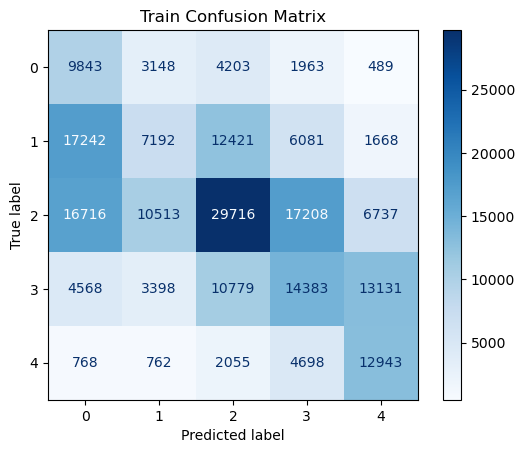 Train Confusion Matrix
0 9843 3148 4203 1963 489
1 17242 7192 12421 6081 1668
2 16716 10513 29716 17208 6737
3 4568 3398 10779 14383 13131
4 768 762 2055 4698 12943
0 1 2 3 4
Predicted label
True label
25000
20000
15000
10000
5000